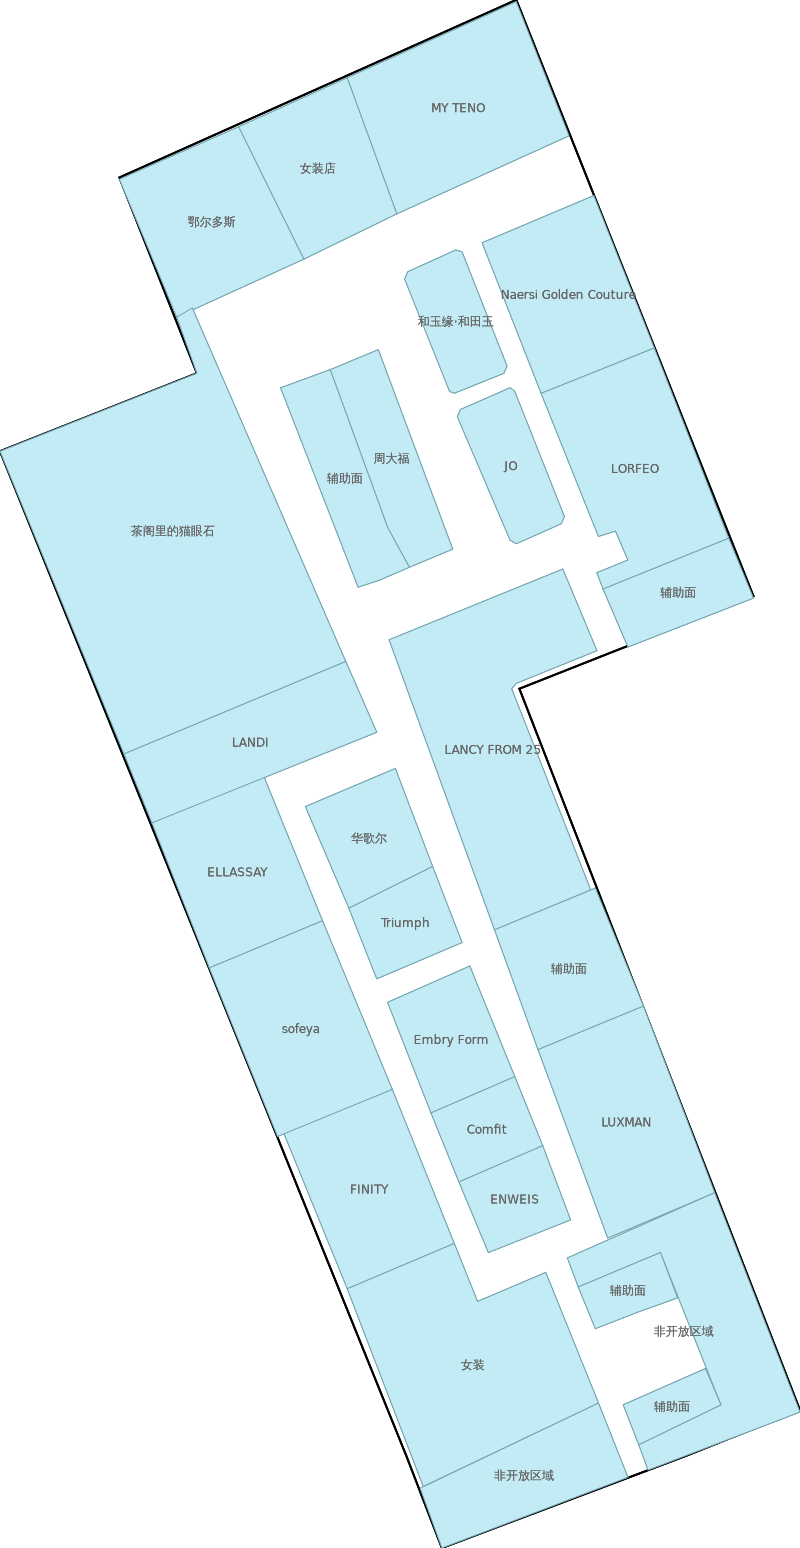 MY TENO
女装店
鄂尔多斯
Naersi Golden Couture
和玉缘·和田玉
周大福
JO
LORFEO
辅助面
茶阁里的猫眼石
辅助面
LANDI
LANCY FROM 25
华歌尔
ELLASSAY
Triumph
辅助面
sofeya
Embry Form
LUXMAN
Comfit
FINITY
ENWEIS
辅助面
非开放区域
女装
辅助面
非开放区域